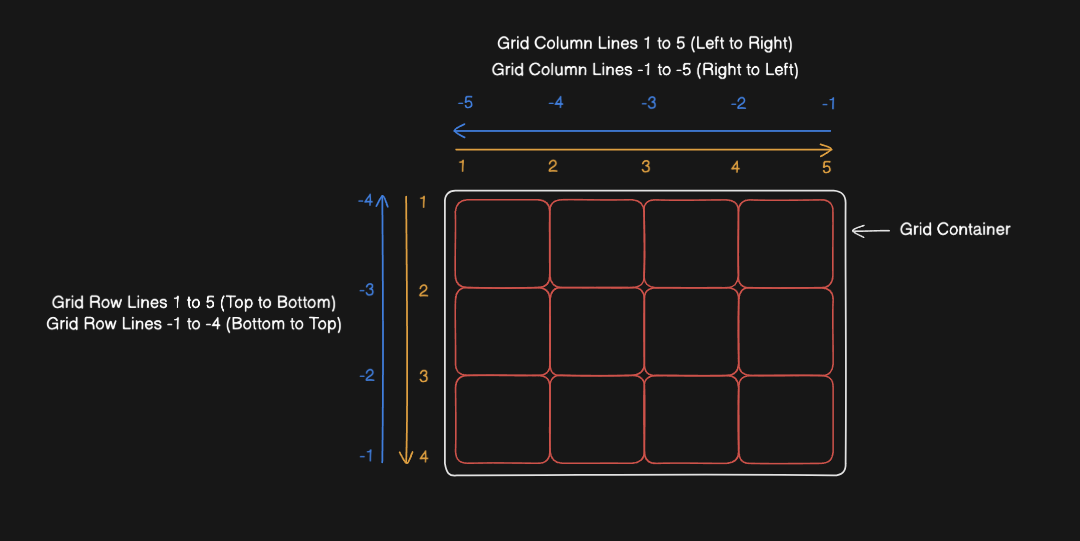 Grid Column Lines 1 to 5 (Left to Right)
Grid Column Lines -1 to -5 (Right to Left)
-5 -4 -3 -2 -1
1 2 3 4 5
-4 1
Grid Container
-3 2
Grid Row Lines 1 to 5 (Top to Bottom)
Grid Row Lines -1 to -4 (Bottom to Top)
-2 3
-1 4